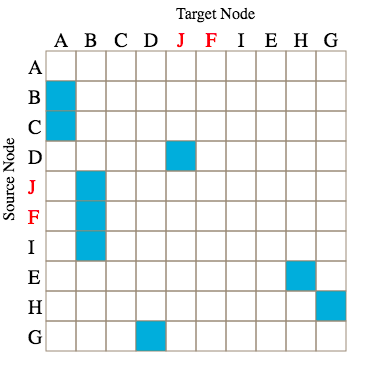 Target Node
A B C D J F I E H G
Source Node
A
B
C
D
J
F
I
E
H
G